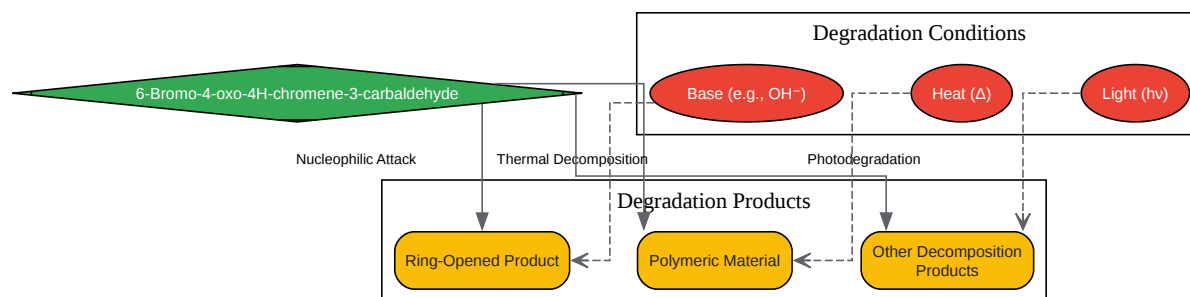 Degradation Conditions
6-Bromo-4-oxo-4H-chromene-3-carbaldehyde
Base (e.g., OH⁻)
Heat (Δ)
Light (hν)
Nucleophilic Attack
Thermal Decomposition
Photodegradation
Degradation Products
Ring-Opened Product
Polymeric Material
Other Decomposition
Products